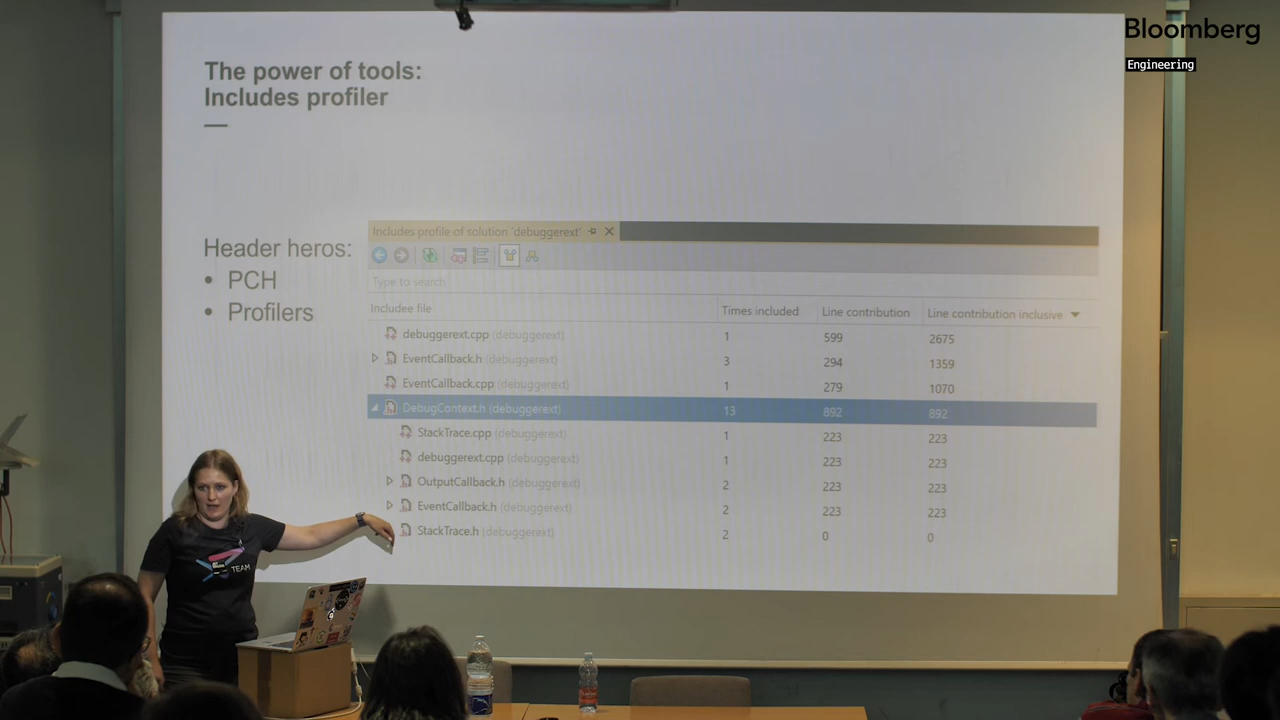 Bloomberg
Engineering
The power of tools:
Includes profiler
Header heros:
• PCH
• Profilers
Includes profile of solution 'debuggerext'
Type to search
Includee file Times included Line contribution Line contribution inclusive
debuggerext.cpp (debuggerext) 1 599 2675
EventCallback.h (debuggerext) 3 294 1359
EventCallback.cpp (debuggerext) 1 279 1070
DebugContext.h (debuggerext) 13 892 892
StackTrace.cpp (debuggerext) 1 223 223
debuggerext.cpp (debuggerext) 1 223 223
OutputCallback.h (debuggerext) 2 223 223
EventCallback.h (debuggerext) 2 223 223
StackTrace.h (debuggerext) 2 0 0
TEAM